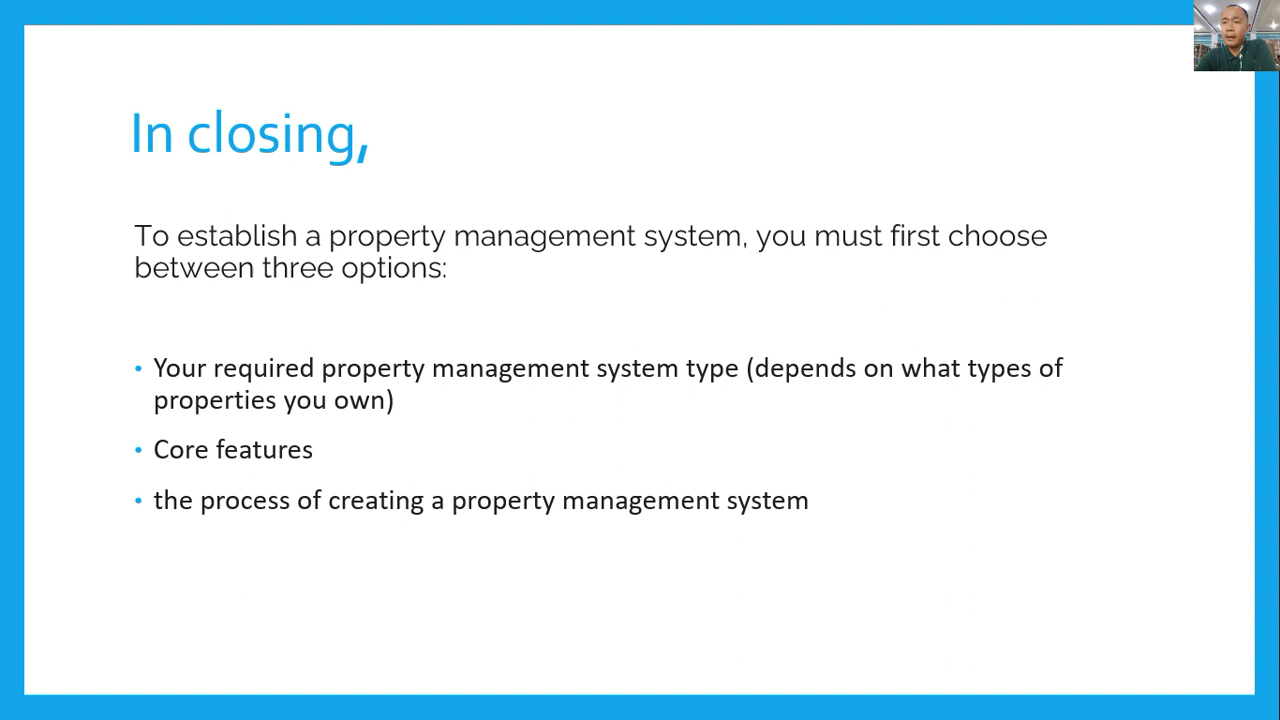 In closing,
To establish a property management system, you must first choose
between three options:
• Your required property management system type (depends on what types of
properties you own)
• Core features
• the process of creating a property management system